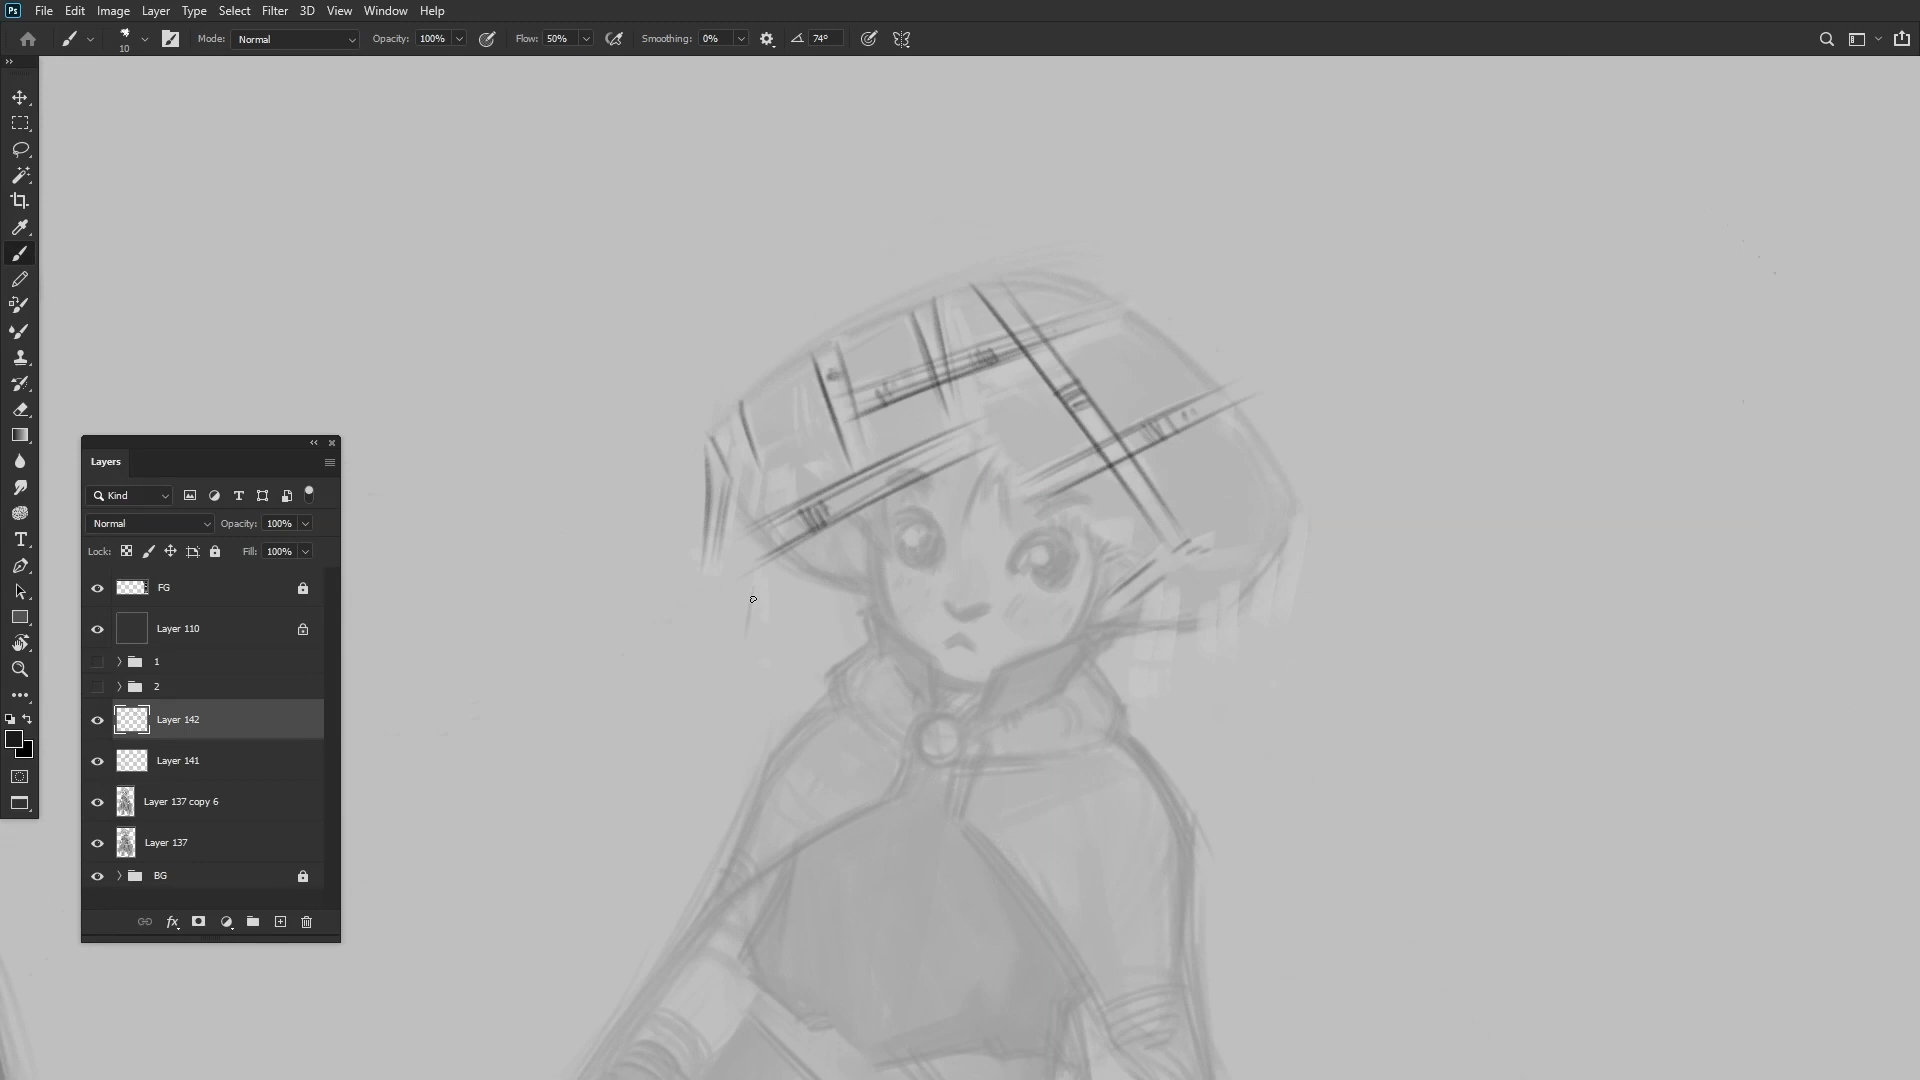 Ps File Edit Image Layer Type Select Filter 3D View Window Help
10 Mode: Normal Opacity: 100% Flow: 50% Smoothing: 0% 74°
Layers
Kind T
Normal Opacity: 100%
Lock: Fill: 100%
FG
Layer 110
1
2
Layer 142
Layer 141
Layer 137 copy 6
Layer 137
BG
fx